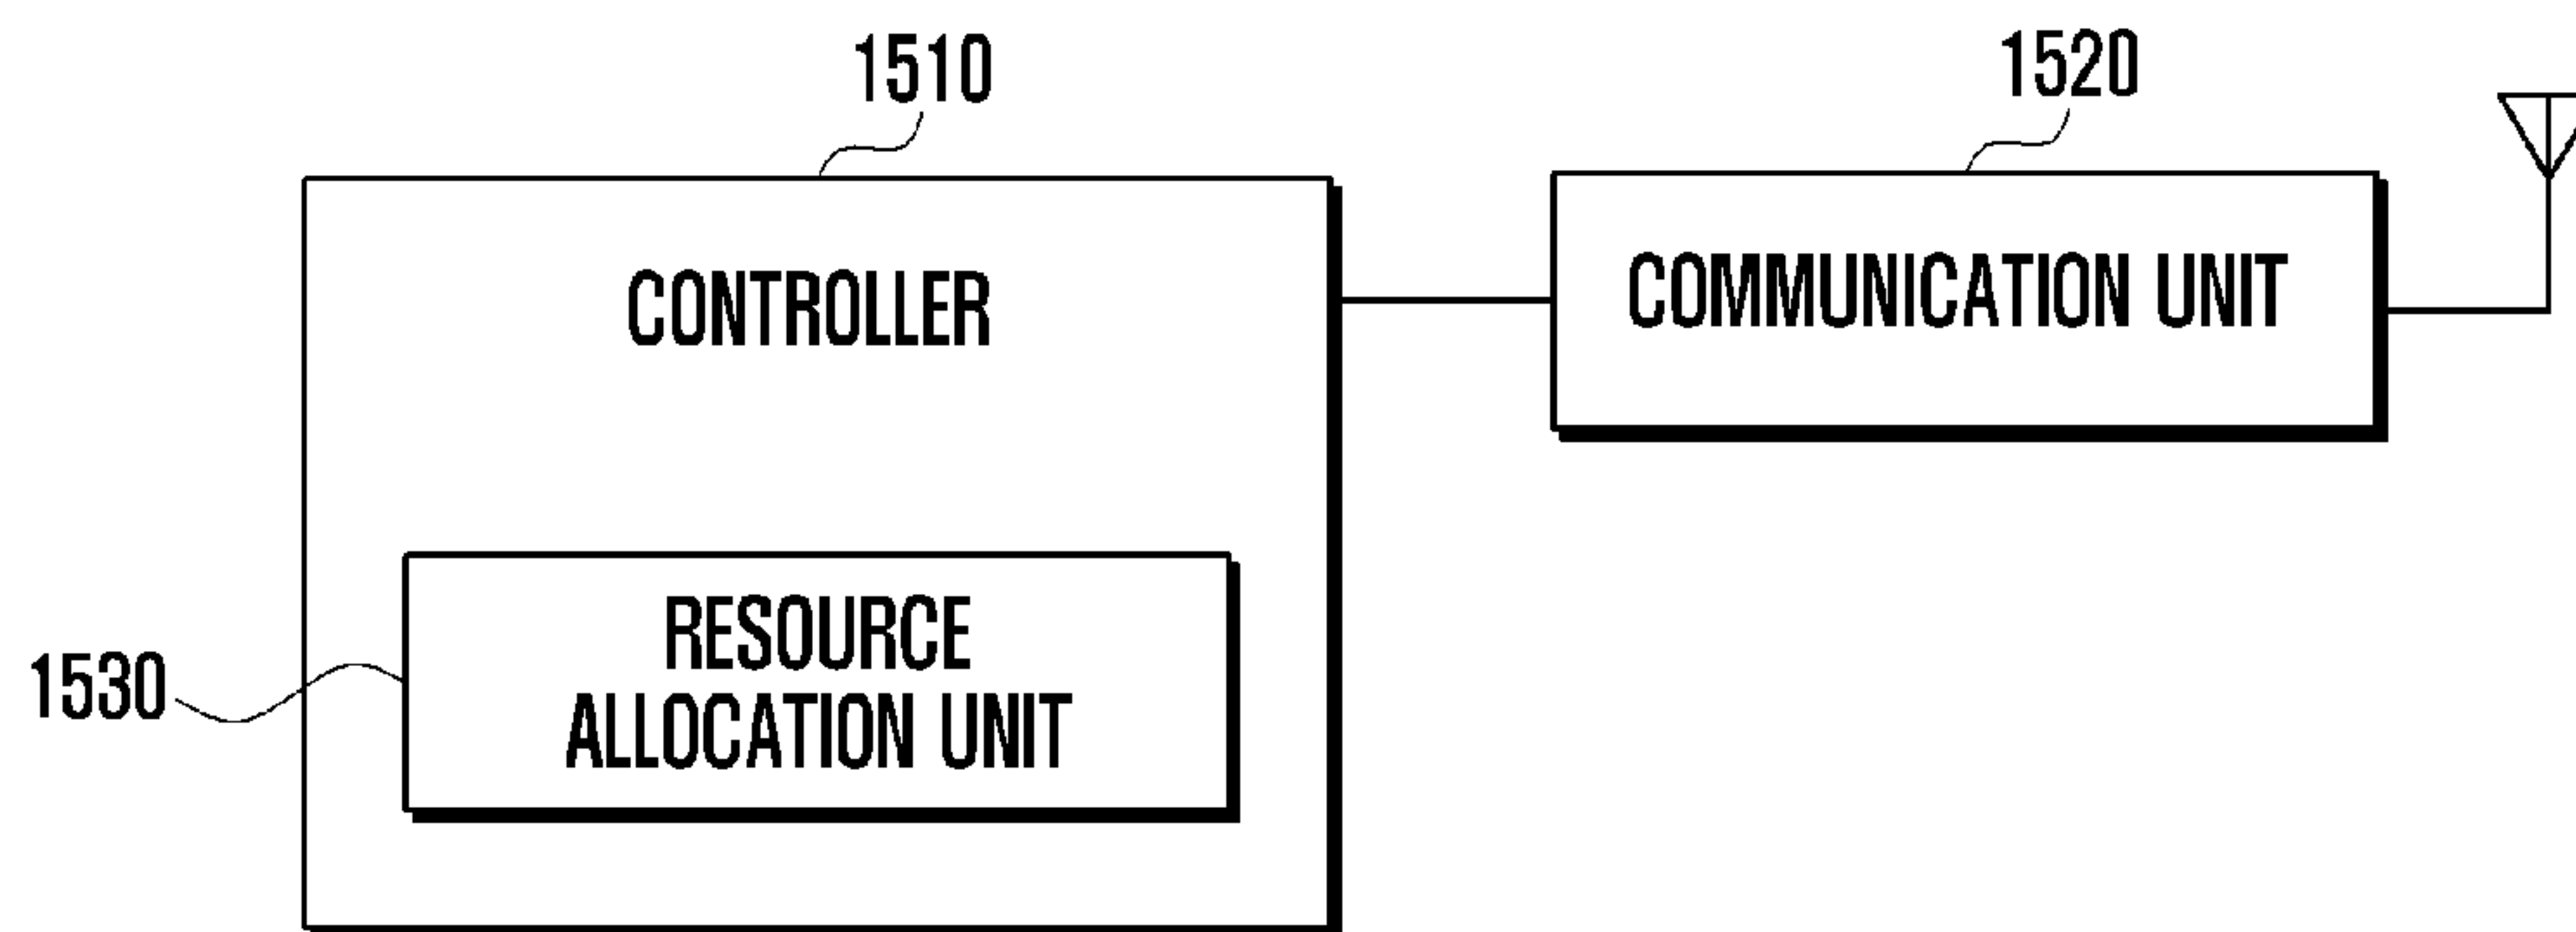 1510
1520
CONTROLLER
COMMUNICATION UNIT
RESOURCE
ALLOCATION UNIT
1530